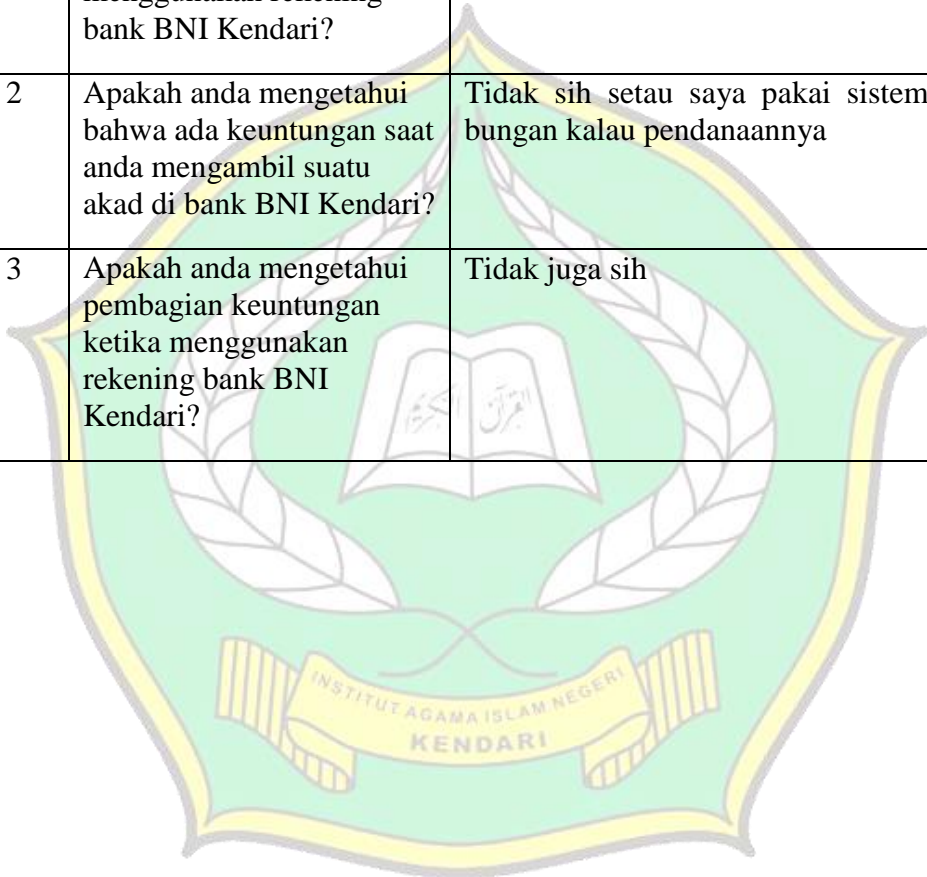 menggunakan rekening
bank BNI Kendari?
2
Apakah anda mengetahui
bahwa ada keuntungan saat
anda mengambil suatu
akad di bank BNI Kendari?
Tidak sih setau saya pakai sistem
bungan kalau pendanaannya
3
Apakah anda mengetahui
pembagian keuntungan
ketika menggunakan
rekening bank BNI
Kendari?
Tidak juga sih
القرآن الكريم
INSTITUT AGAMA ISLAM NEGERI
KENDARI